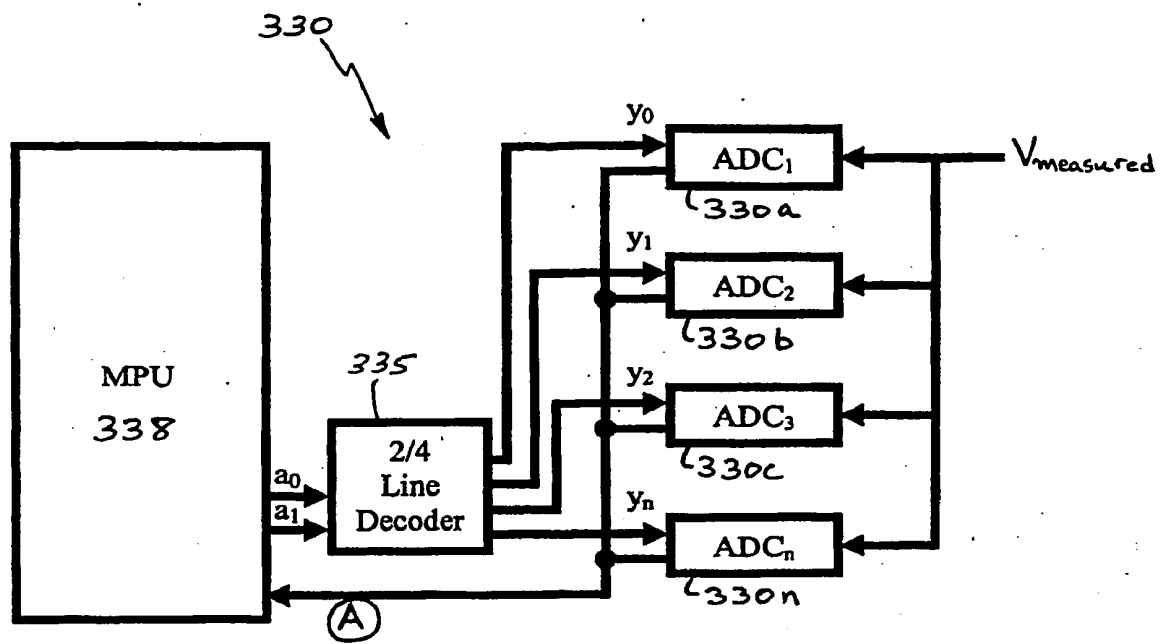 330
y₀
ADC₁
Vmeasured
330a
y₁
ADC₂
330b
MPU
338
335
2/4
Line
Decoder
a₀
a₁
y₂
ADC₃
330c
yₙ
ADCₙ
330n
A